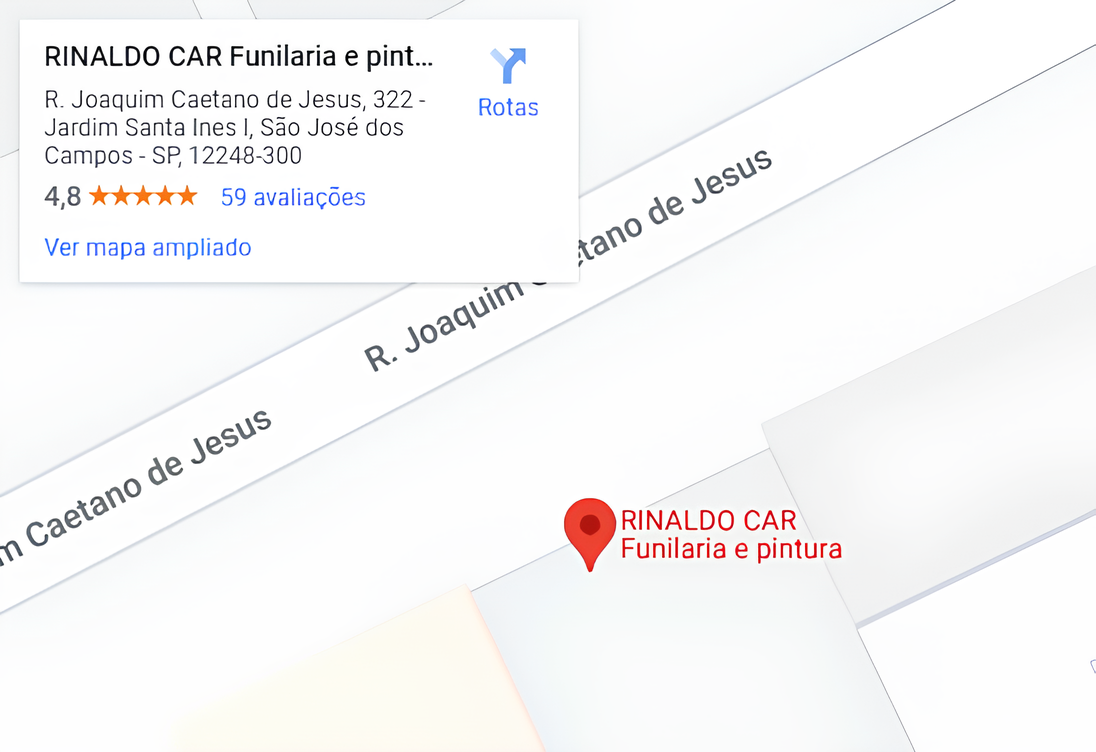 RINALDO CAR Funilaria e pint...
R. Joaquim Caetano de Jesus, 322 -
Jardim Santa Ines I, São José dos
Campos - SP, 12248-300
4,8 59 avaliações
Ver mapa ampliado
Rotas
R. Joaquim Caetano de Jesus
m Caetano de Jesus
RINALDO CAR
Funilaria e pintura